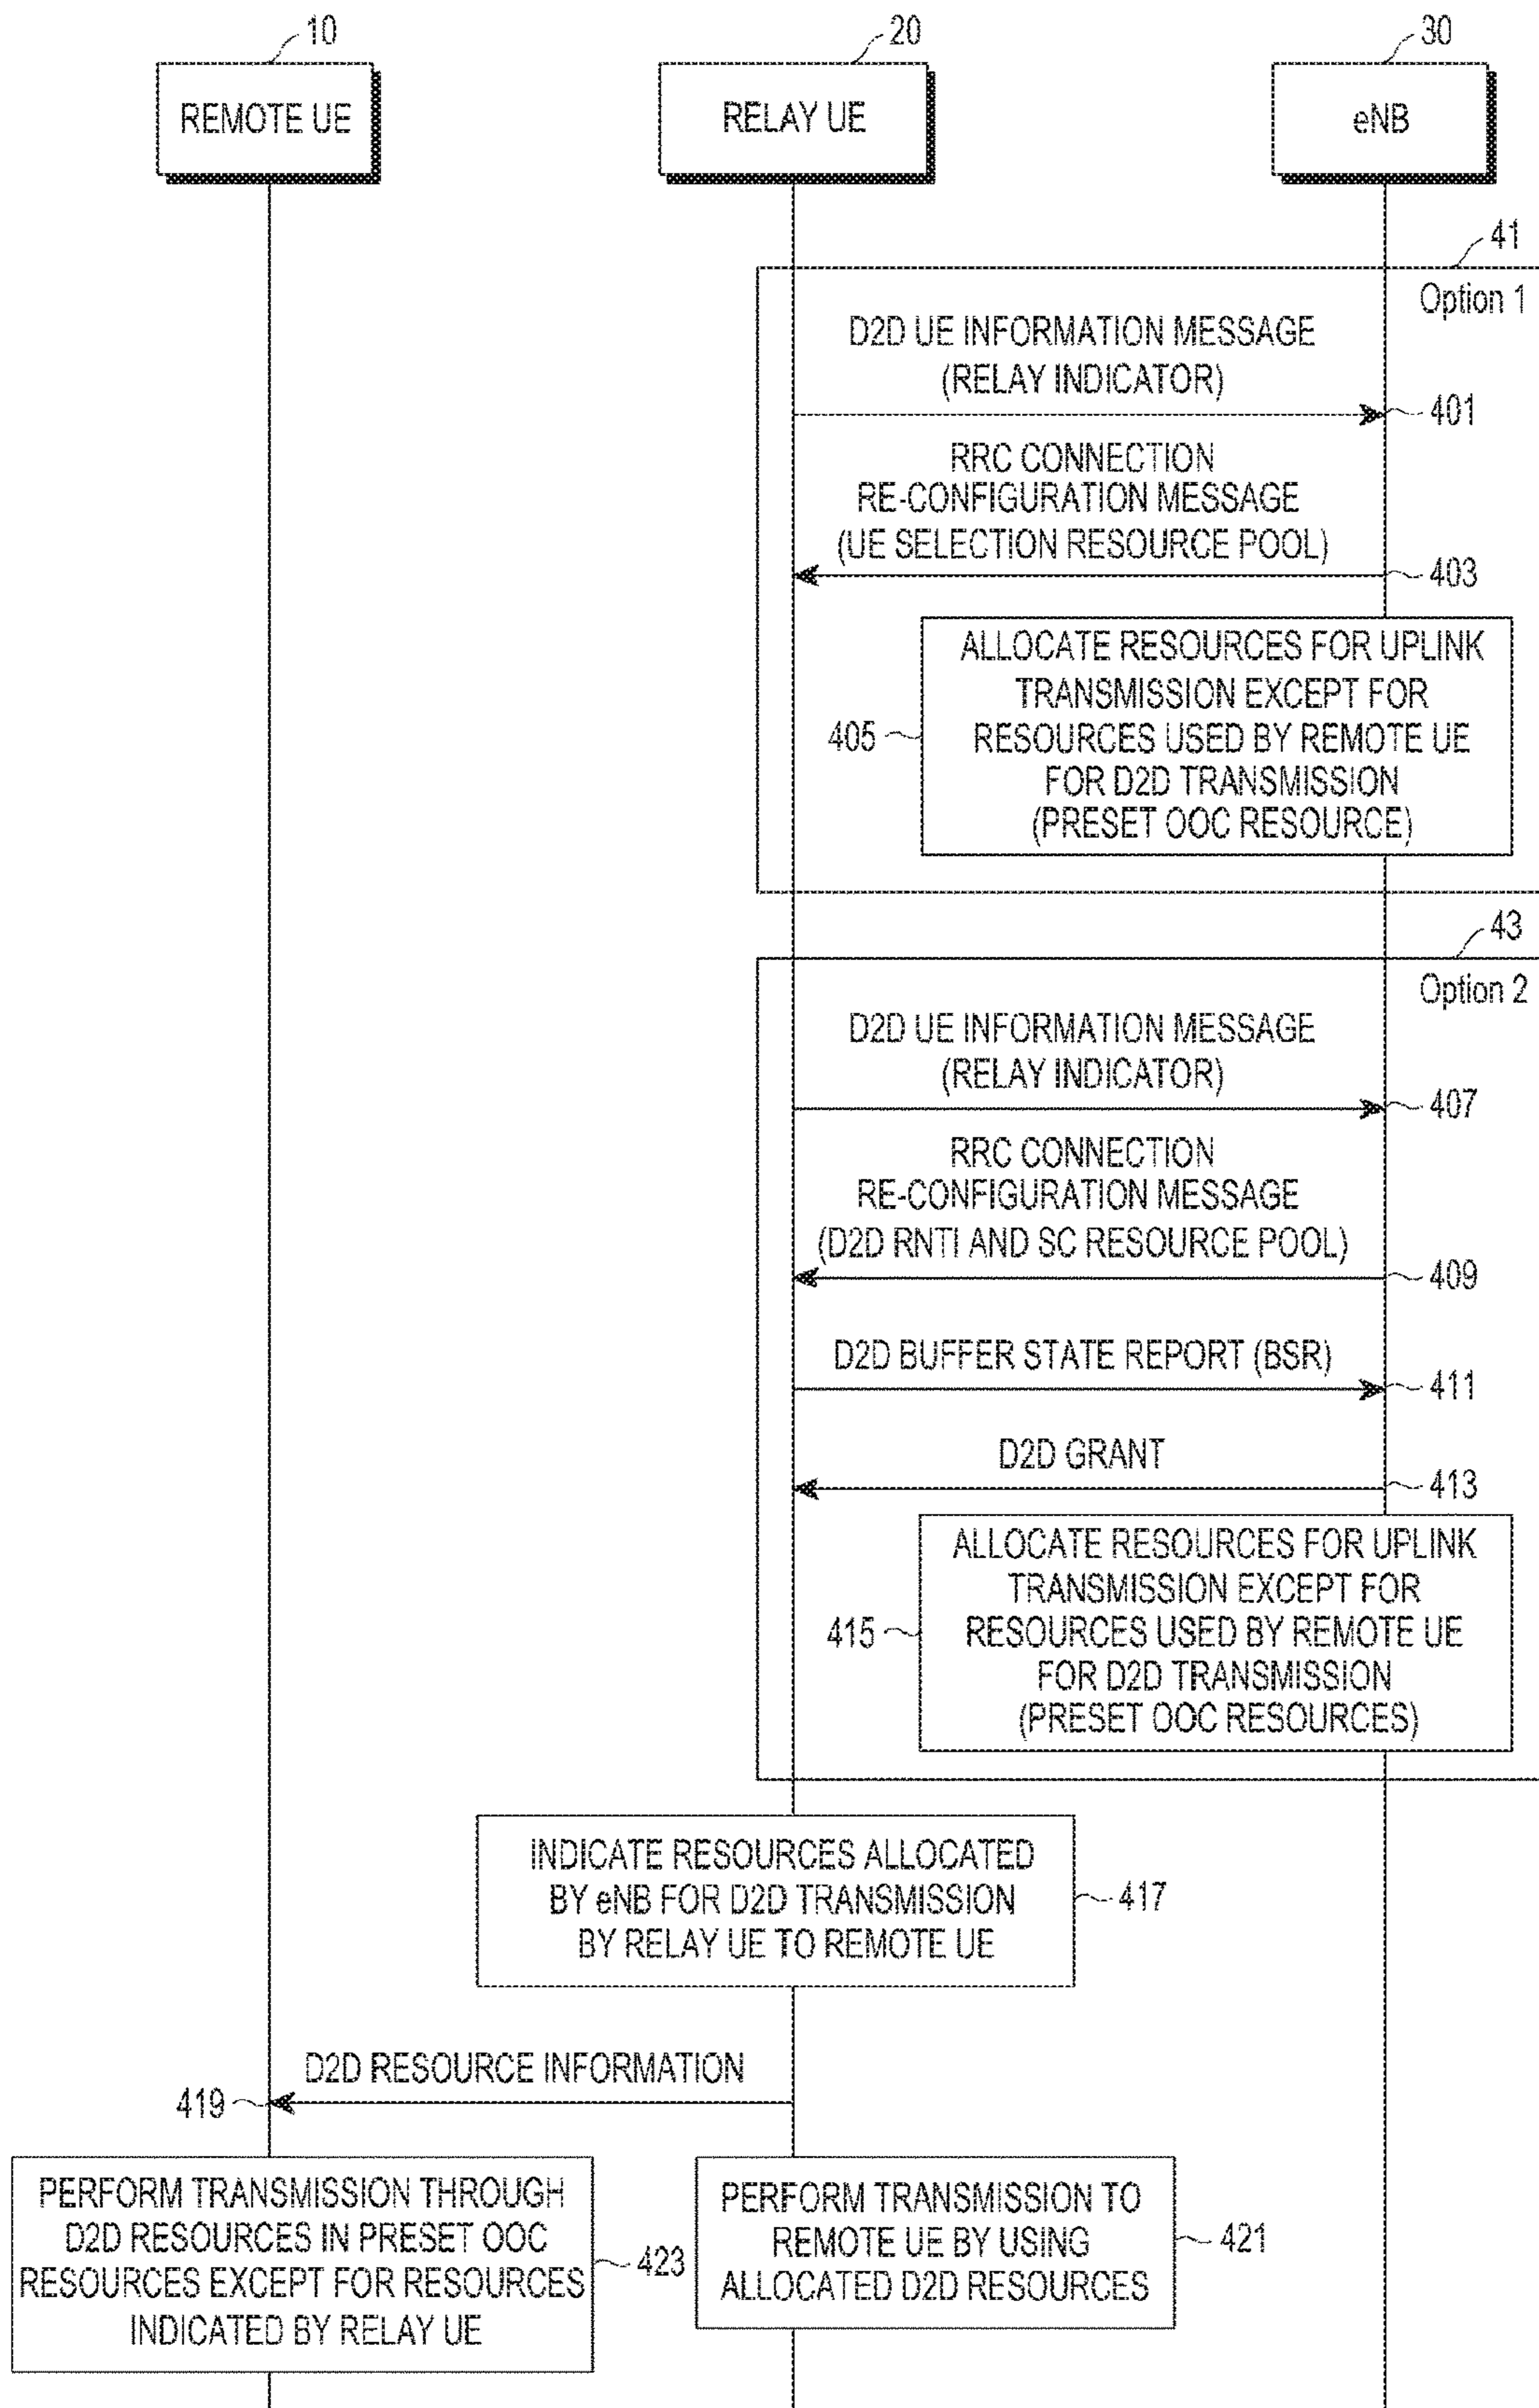 10
20
30
REMOTE UE
RELAY UE
eNB
41
Option 1
D2D UE INFORMATION MESSAGE
(RELAY INDICATOR)
401
RRC CONNECTION
RE-CONFIGURATION MESSAGE
(UE SELECTION RESOURCE POOL)
403
ALLOCATE RESOURCES FOR UPLINK
TRANSMISSION EXCEPT FOR
RESOURCES USED BY REMOTE UE
FOR D2D TRANSMISSION
(PRESET OOC RESOURCE)
405
43
Option 2
D2D UE INFORMATION MESSAGE
(RELAY INDICATOR)
407
RRC CONNECTION
RE-CONFIGURATION MESSAGE
(D2D RNTI AND SC RESOURCE POOL)
409
D2D BUFFER STATE REPORT (BSR)
411
D2D GRANT
413
ALLOCATE RESOURCES FOR UPLINK
TRANSMISSION EXCEPT FOR
RESOURCES USED BY REMOTE UE
FOR D2D TRANSMISSION
(PRESET OOC RESOURCES)
415
INDICATE RESOURCES ALLOCATED
BY eNB FOR D2D TRANSMISSION
BY RELAY UE TO REMOTE UE
417
D2D RESOURCE INFORMATION
419
PERFORM TRANSMISSION THROUGH
D2D RESOURCES IN PRESET OOC
RESOURCES EXCEPT FOR RESOURCES
INDICATED BY RELAY UE
423
PERFORM TRANSMISSION TO
REMOTE UE BY USING
ALLOCATED D2D RESOURCES
421